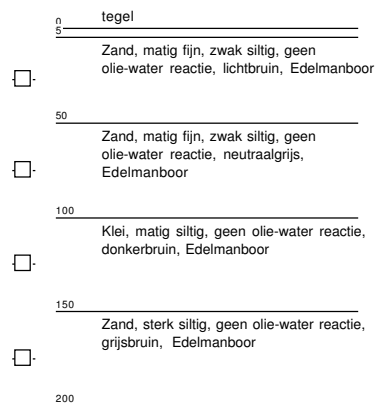 0 tegel
5
Zand, matig fijn, zwak siltig, geen
olie-water reactie, lichtbruin, Edelmanboor
50
Zand, matig fijn, zwak siltig, geen
olie-water reactie, neutraalgrijs,
Edelmanboor
100
Klei, matig siltig, geen olie-water reactie,
donkerbruin, Edelmanboor
150
Zand, sterk siltig, geen olie-water reactie,
grijsbruin, Edelmanboor
200